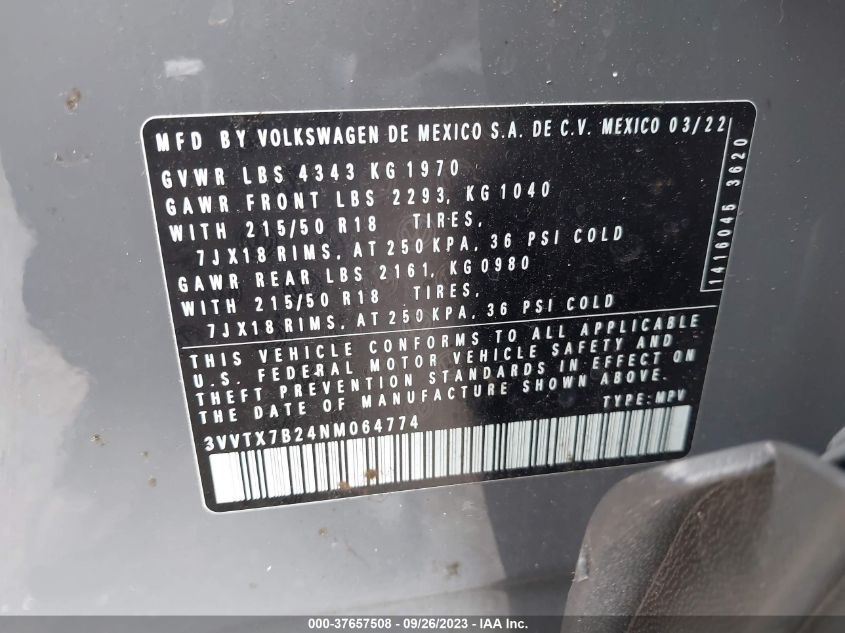 MFD BY VOLKSWAGEN DE MEXICO S.A. DE C.V. MEXICO 03/22
GVWR LBS 4343 KG 1970
GAWR FRONT LBS 2293, KG 1040
WITH 215/50 R18 TIRES,
7JX18 RIMS, AT 250 KPA, 36 PSI COLD
GAWR REAR LBS 2161, KG 0980
WITH 215/50 R18 TIRES,
7JX18 RIMS, AT 250 KPA, 36 PSI COLD
THIS VEHICLE CONFORMS TO ALL APPLICABLE
U.S. FEDERAL MOTOR VEHICLE SAFETY AND
THEFT PREVENTION STANDARDS IN EFFECT ON
THE DATE OF MANUFACTURE SHOWN ABOVE.
TYPE: MPV
3VVTX7B24NM064774
1416045 3620
000-37657508 - 09/26/2023 - IAA Inc.